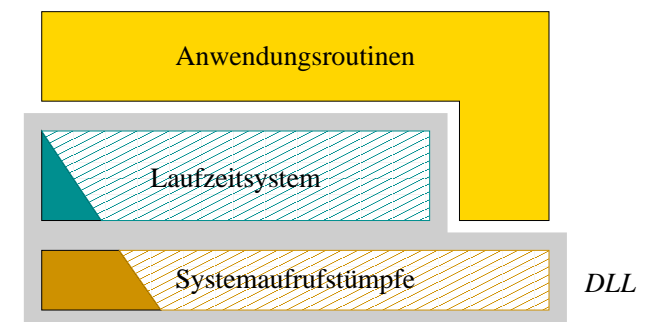 Anwendungsroutinen
Laufzeitsystem
Systemaufrufstümpfe
DLL